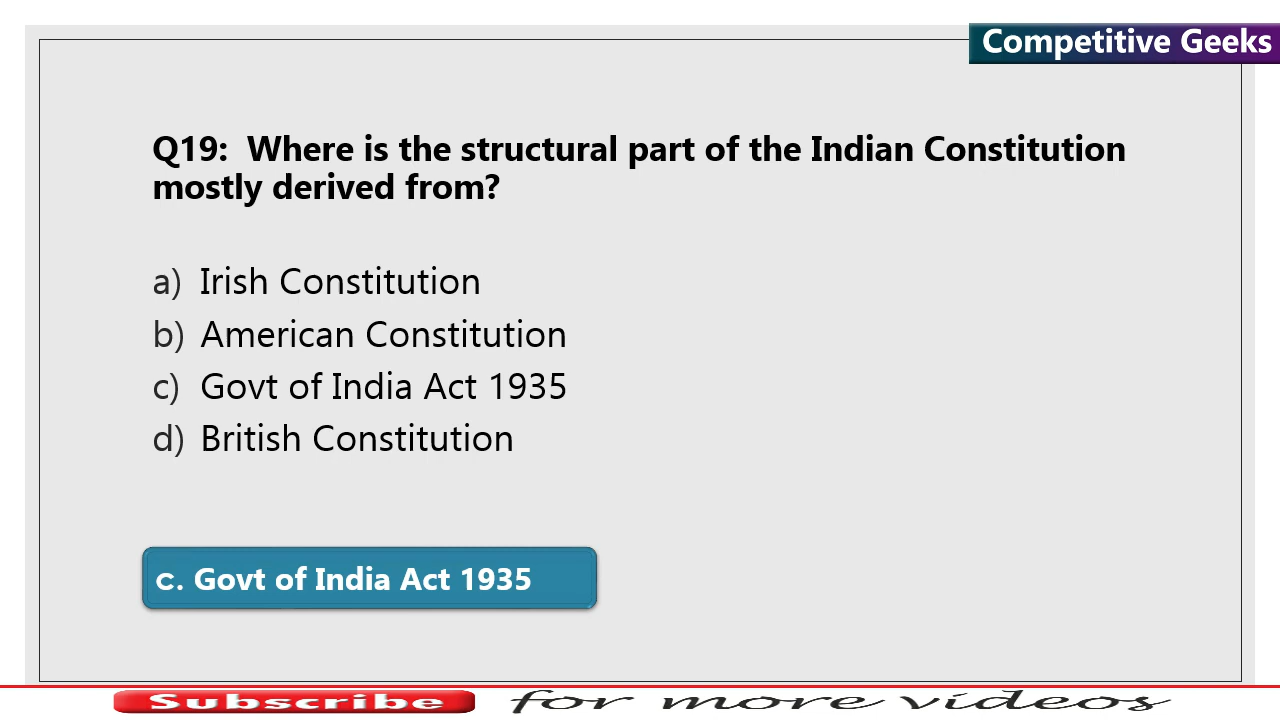 Competitive Geeks
Q19: Where is the structural part of the Indian Constitution
mostly derived from?
a) Irish Constitution
b) American Constitution
c) Govt of India Act 1935
d) British Constitution
c. Govt of India Act 1935
Subscribe for more videos